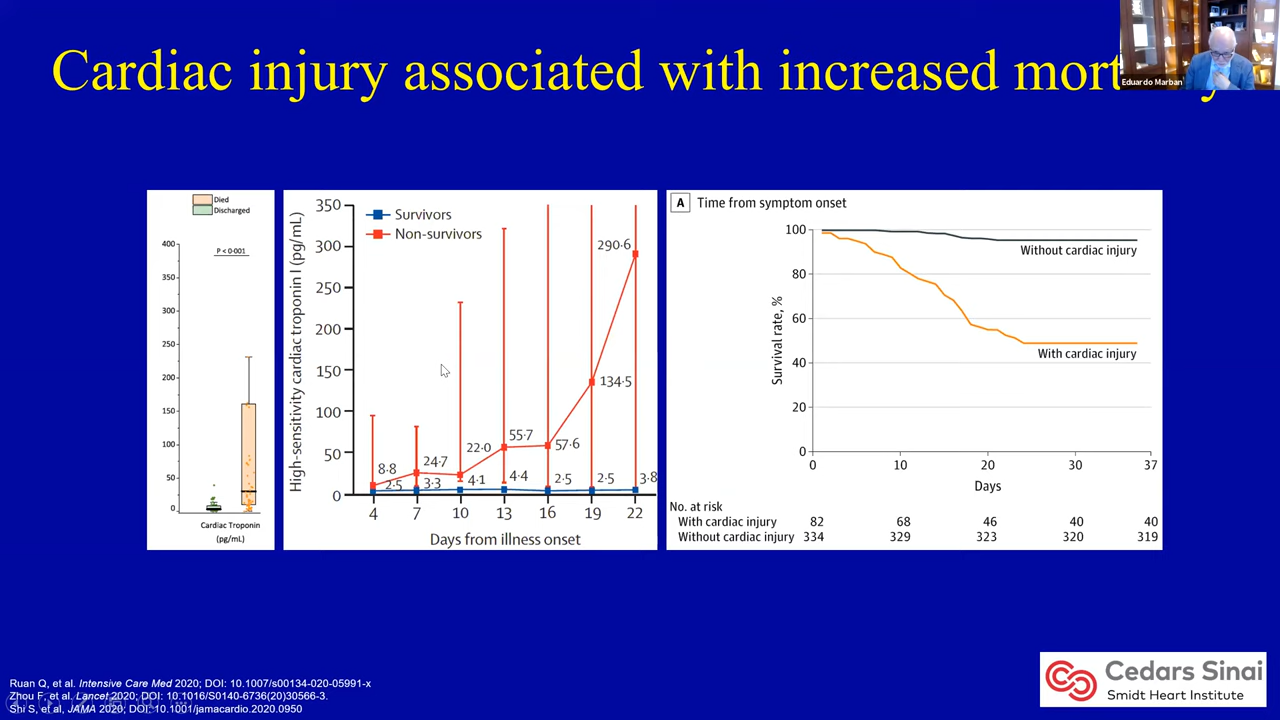 Cardiac injury associated with increased mort y
Eduardo Marban
Died
Discharged
400
350
300
250
200
150
100
50
0
P < 0·001
Cardiac Troponin
(pg/mL)
High-sensitivity cardiac troponin I (pg/mL)
350
300
250
200
150
100
50
0
Survivors
Non-survivors
290·6
134·5
8·8
24·7
22·0
55·7
57·6
2·5
3·3
4·1
4·4
2·5
2·5
3·8
4 7 10 13 16 19 22
Days from illness onset
A Time from symptom onset
Survival rate, %
100
80
60
40
20
0
Without cardiac injury
With cardiac injury
0 10 20 30 37
Days
No. at risk
With cardiac injury 82 68 46 40 40
Without cardiac injury 334 329 323 320 319
Ruan Q, et al. Intensive Care Med 2020; DOI: 10.1007/s00134-020-05991-x
Zhou F, et al. Lancet 2020; DOI: 10.1016/S0140-6736(20)30566-3.
Shi S, et al, JAMA 2020; DOI: 10.1001/jamacardio.2020.0950
Cedars Sinai
Smidt Heart Institute